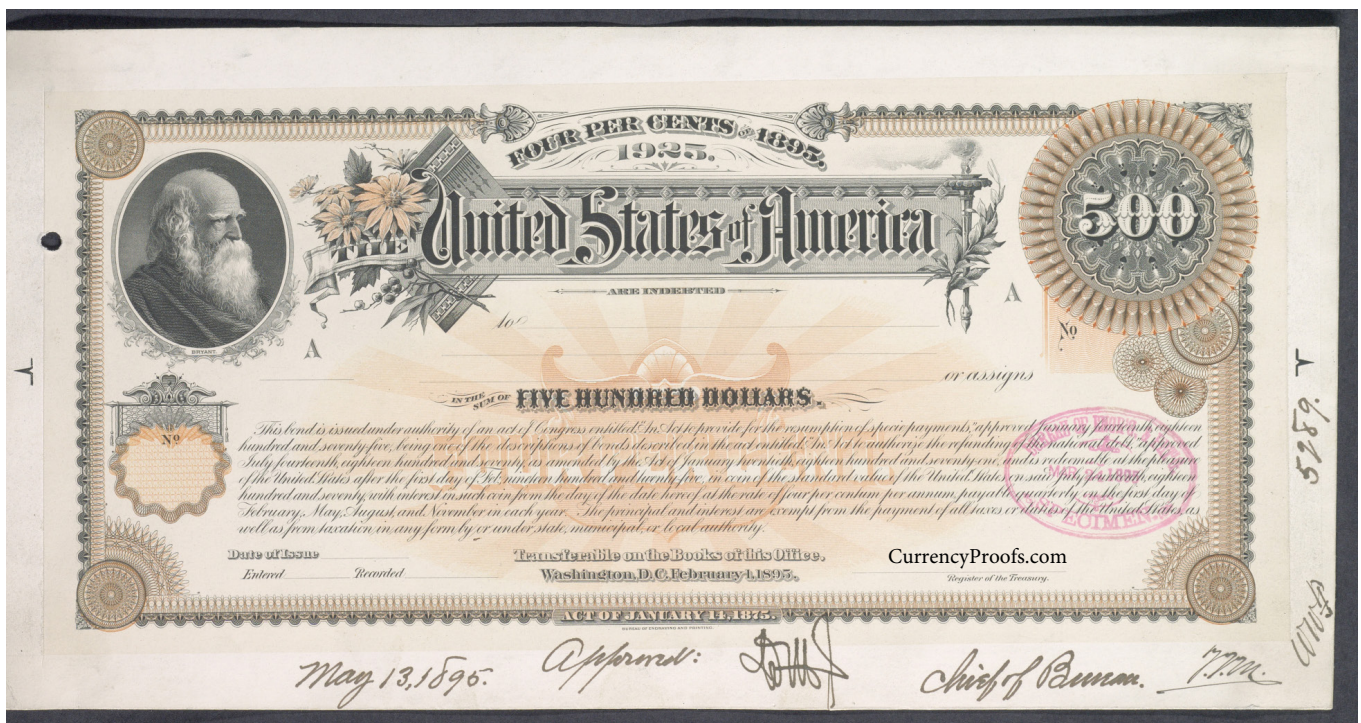 FOUR PER CENTS OF 1895.
1925.
THE United States of America
500
ARE INDEBTED
to
A
A
No
BRYANT.
or assigns
IN THE SUM OF FIVE HUNDRED DOLLARS.
No
This bond is issued under authority of an act of Congress entitled "An Act to provide for the resumption of specie payments," approved January fourteenth, eighteen
hundred and seventy five, being one of the descriptions of bonds described in the act entitled "An Act to authorize the refunding of the national debt," approved
July fourteenth, eighteen hundred and seventy, as amended by the Act of January twentieth, eighteen hundred and seventy one, and is redeemable at the pleasure
of the United States after the first day of Feb. nineteen hundred and twenty five, in coin of the standard value of the United States on said July fourteenth, eighteen
hundred and seventy, with interest in such coin from the day of the date hereof at the rate of four per centum per annum, payable quarterly on the first day of
February, May, August, and November in each year. The principal and interest are exempt from the payment of all taxes or duties of the United States, as
well as from taxation in any form by or under state, municipal, or local authority.
SPECIMEN
Date of Issue
Transferable on the Books of this Office.
CurrencyProofs.com
Entered Recorded
Washington, D.C. February 1, 1895.
Register of the Treasury.
ACT OF JANUARY 14, 1875.
BUREAU OF ENGRAVING AND PRINTING.
May 13, 1895. Approved: Chief of Bureau.
5289.